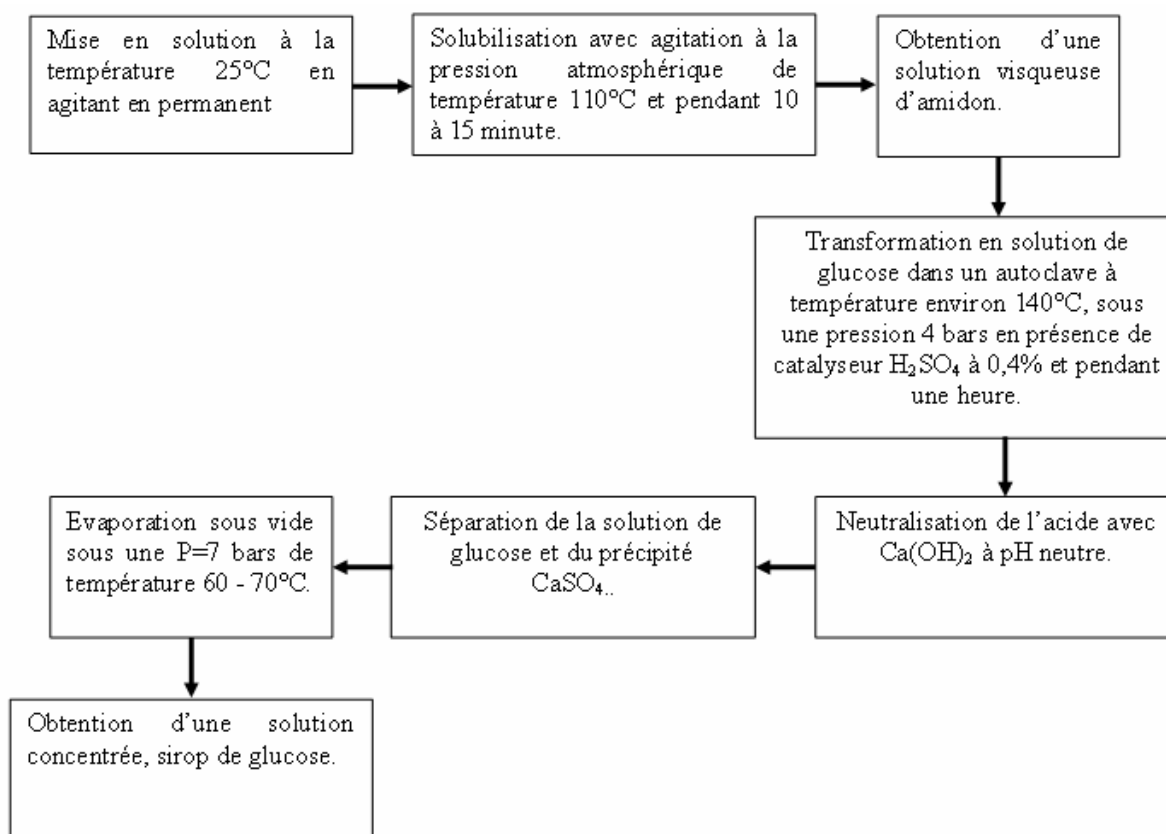 Mise en solution à la
température 25°C en
agitant en permanent
Solubilisation avec agitation à la
pression atmosphérique de
température 110°C et pendant 10
à 15 minute.
Obtention d'une
solution visqueuse
d'amidon.
Transformation en solution de
glucose dans un autoclave à
température environ 140°C, sous
une pression 4 bars en présence de
catalyseur H₂SO₄ à 0,4% et pendant
une heure.
Neutralisation de l'acide avec
Ca(OH)₂ à pH neutre.
Séparation de la solution de
glucose et du précipité
CaSO₄..
Evaporation sous vide
sous une P=7 bars de
température 60 - 70°C.
Obtention d'une solution
concentrée, sirop de glucose.